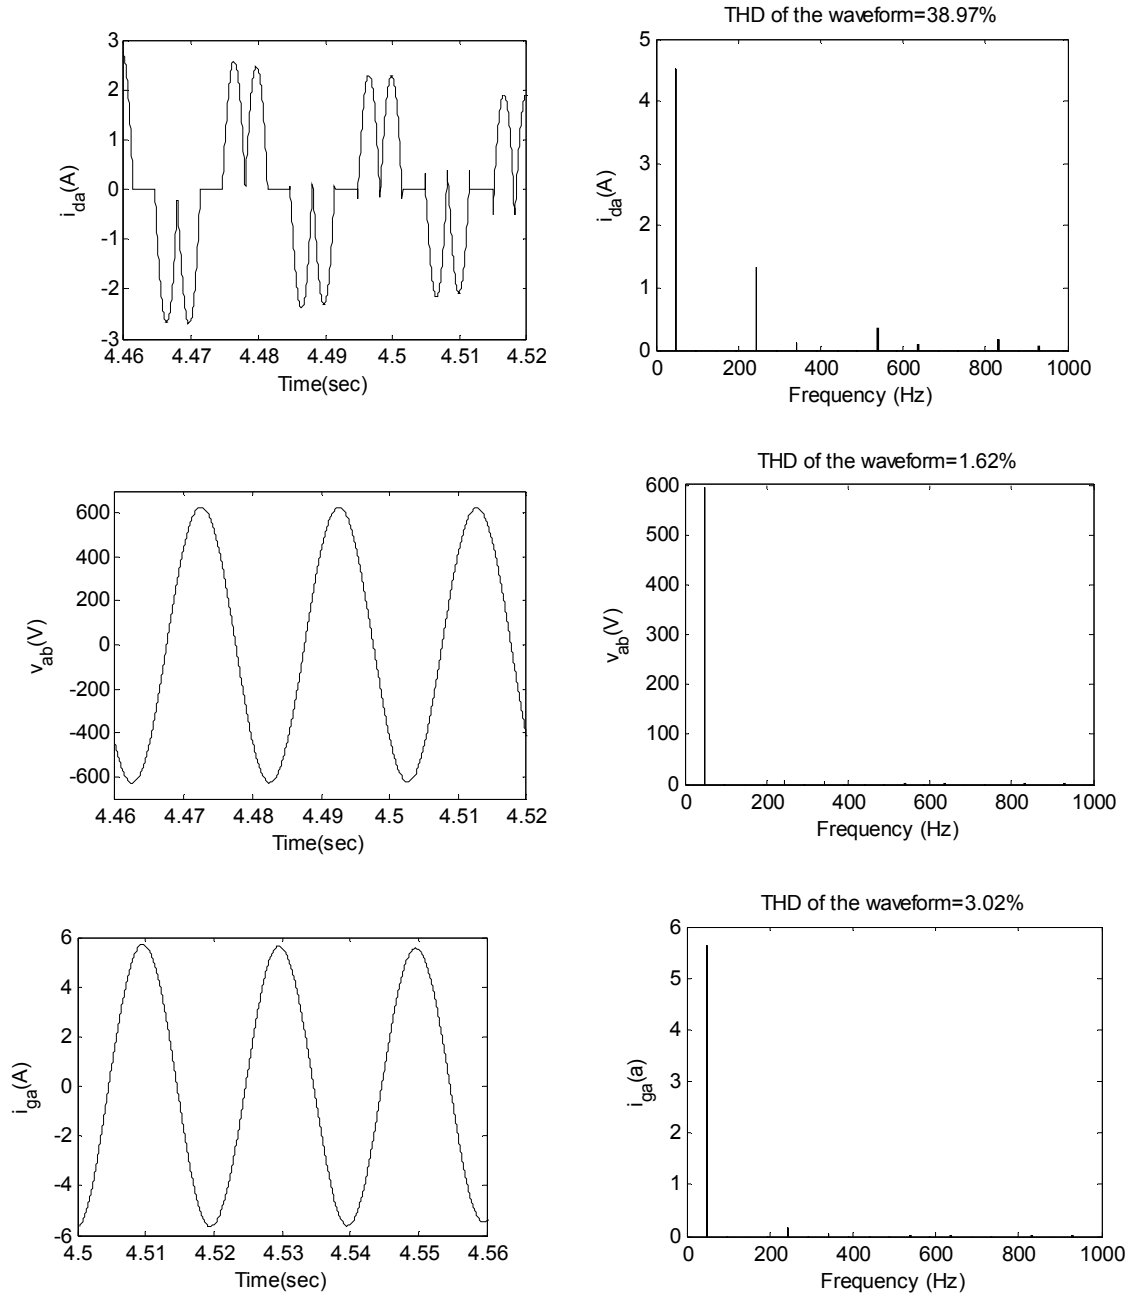 THD of the waveform=38.97%
3
2
1
0
-1
-2
-3
i_da(A)
4.46 4.47 4.48 4.49 4.5 4.51 4.52
Time(sec)
5
4
3
2
1
0
i_da(A)
0 200 400 600 800 1000
Frequency (Hz)
THD of the waveform=1.62%
600
400
200
0
-200
-400
-600
v_ab(V)
4.46 4.47 4.48 4.49 4.5 4.51 4.52
Time(sec)
600
500
400
300
200
100
0
v_ab(V)
0 200 400 600 800 1000
Frequency (Hz)
THD of the waveform=3.02%
6
4
2
0
-2
-4
-6
i_ga(A)
4.5 4.51 4.52 4.53 4.54 4.55 4.56
Time(sec)
6
5
4
3
2
1
0
i_ga(a)
0 200 400 600 800 1000
Frequency (Hz)